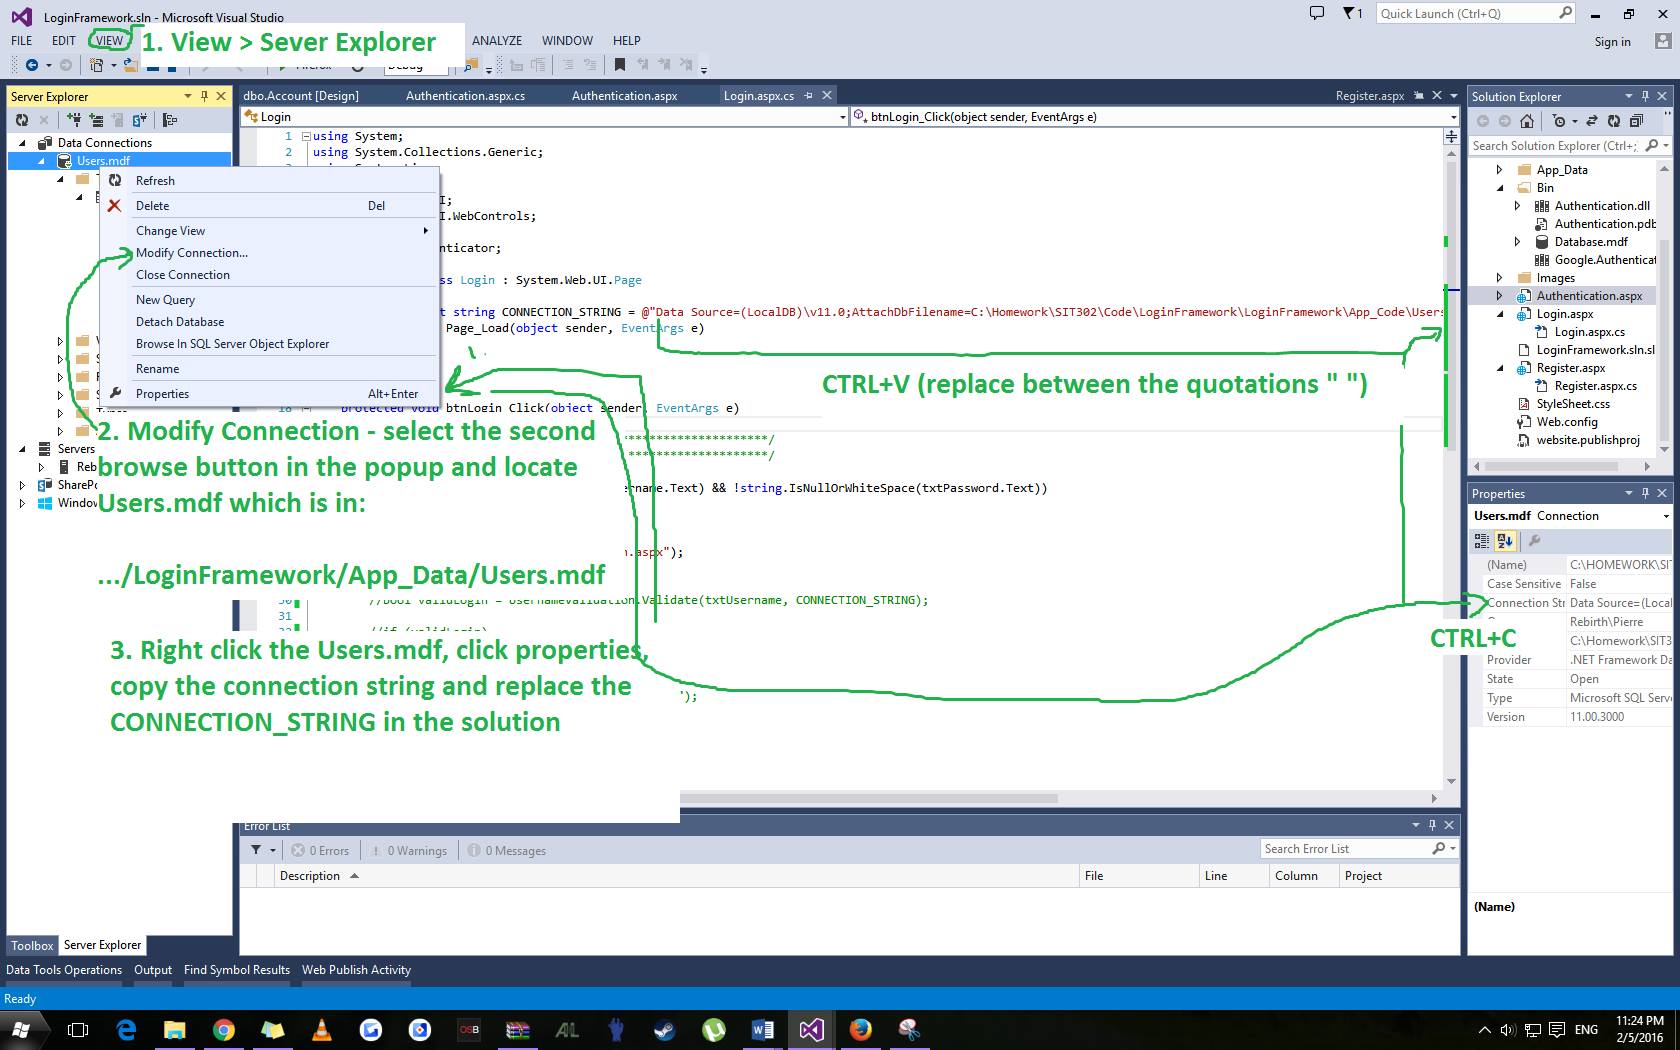 LoginFramework.sln - Microsoft Visual Studio
1
Quick Launch (Ctrl+Q)
FILE EDIT VIEW
1. View > Sever Explorer
ANALYZE WINDOW HELP
Sign in
Server Explorer
dbo.Account [Design] Authentication.aspx.cs Authentication.aspx Login.aspx.cs
Register.aspx
Solution Explorer
Login
btnLogin_Click(object sender, EventArgs e)
Data Connections
Users.mdf
Refresh
Delete Del
Change View
Modify Connection...
Close Connection
New Query
Detach Database
Browse In SQL Server Object Explorer
Rename
Properties Alt+Enter
Servers
Reb
SharePo
Windov
1 using System;
2 using System.Collections.Generic;
I;
I.WebControls;
nticator;
ss Login : System.Web.UI.Page
t string CONNECTION_STRING = @"Data Source=(LocalDB)\v11.0;AttachDbFilename=C:\Homework\SIT302\Code\LoginFramework\LoginFramework\App_Code\Users
Page_Load(object sender, EventArgs e)
CTRL+V (replace between the quotations " ")
18 protected void btnLogin_Click(object sender, EventArgs e)
2. Modify Connection - select the second
browse button in the popup and locate
Users.mdf which is in:
.../LoginFramework/App_Data/Users.mdf
********************/
********************/
ername.Text) && !string.IsNullOrWhiteSpace(txtPassword.Text))
n.aspx");
30 //bool validLogin = UsernameValidation.Validate(txtUsername, CONNECTION_STRING);
31
32 //if (validLogin)
3. Right click the Users.mdf, click properties,
copy the connection string and replace the
CONNECTION_STRING in the solution
");
Search Solution Explorer (Ctrl+;
App_Data
Bin
Authentication.dll
Authentication.pdb
Database.mdf
Google.Authenticat
Images
Authentication.aspx
Login.aspx
Login.aspx.cs
LoginFramework.sln.sl
Register.aspx
Register.aspx.cs
StyleSheet.css
Web.config
website.publishproj
Properties
Users.mdf Connection
(Name) C:\HOMEWORK\SIT
Case Sensitive False
Connection Str Data Source=(Local
Rebirth\Pierre
CTRL+C
C:\Homework\SIT3
Provider .NET Framework Da
State Open
Type Microsoft SQL Serve
Version 11.00.3000
(Name)
Error List
0 Errors 0 Warnings 0 Messages
Search Error List
Description File Line Column Project
Toolbox Server Explorer
Data Tools Operations Output Find Symbol Results Web Publish Activity
Ready
OSB
AL
ENG
11:24 PM
2/5/2016